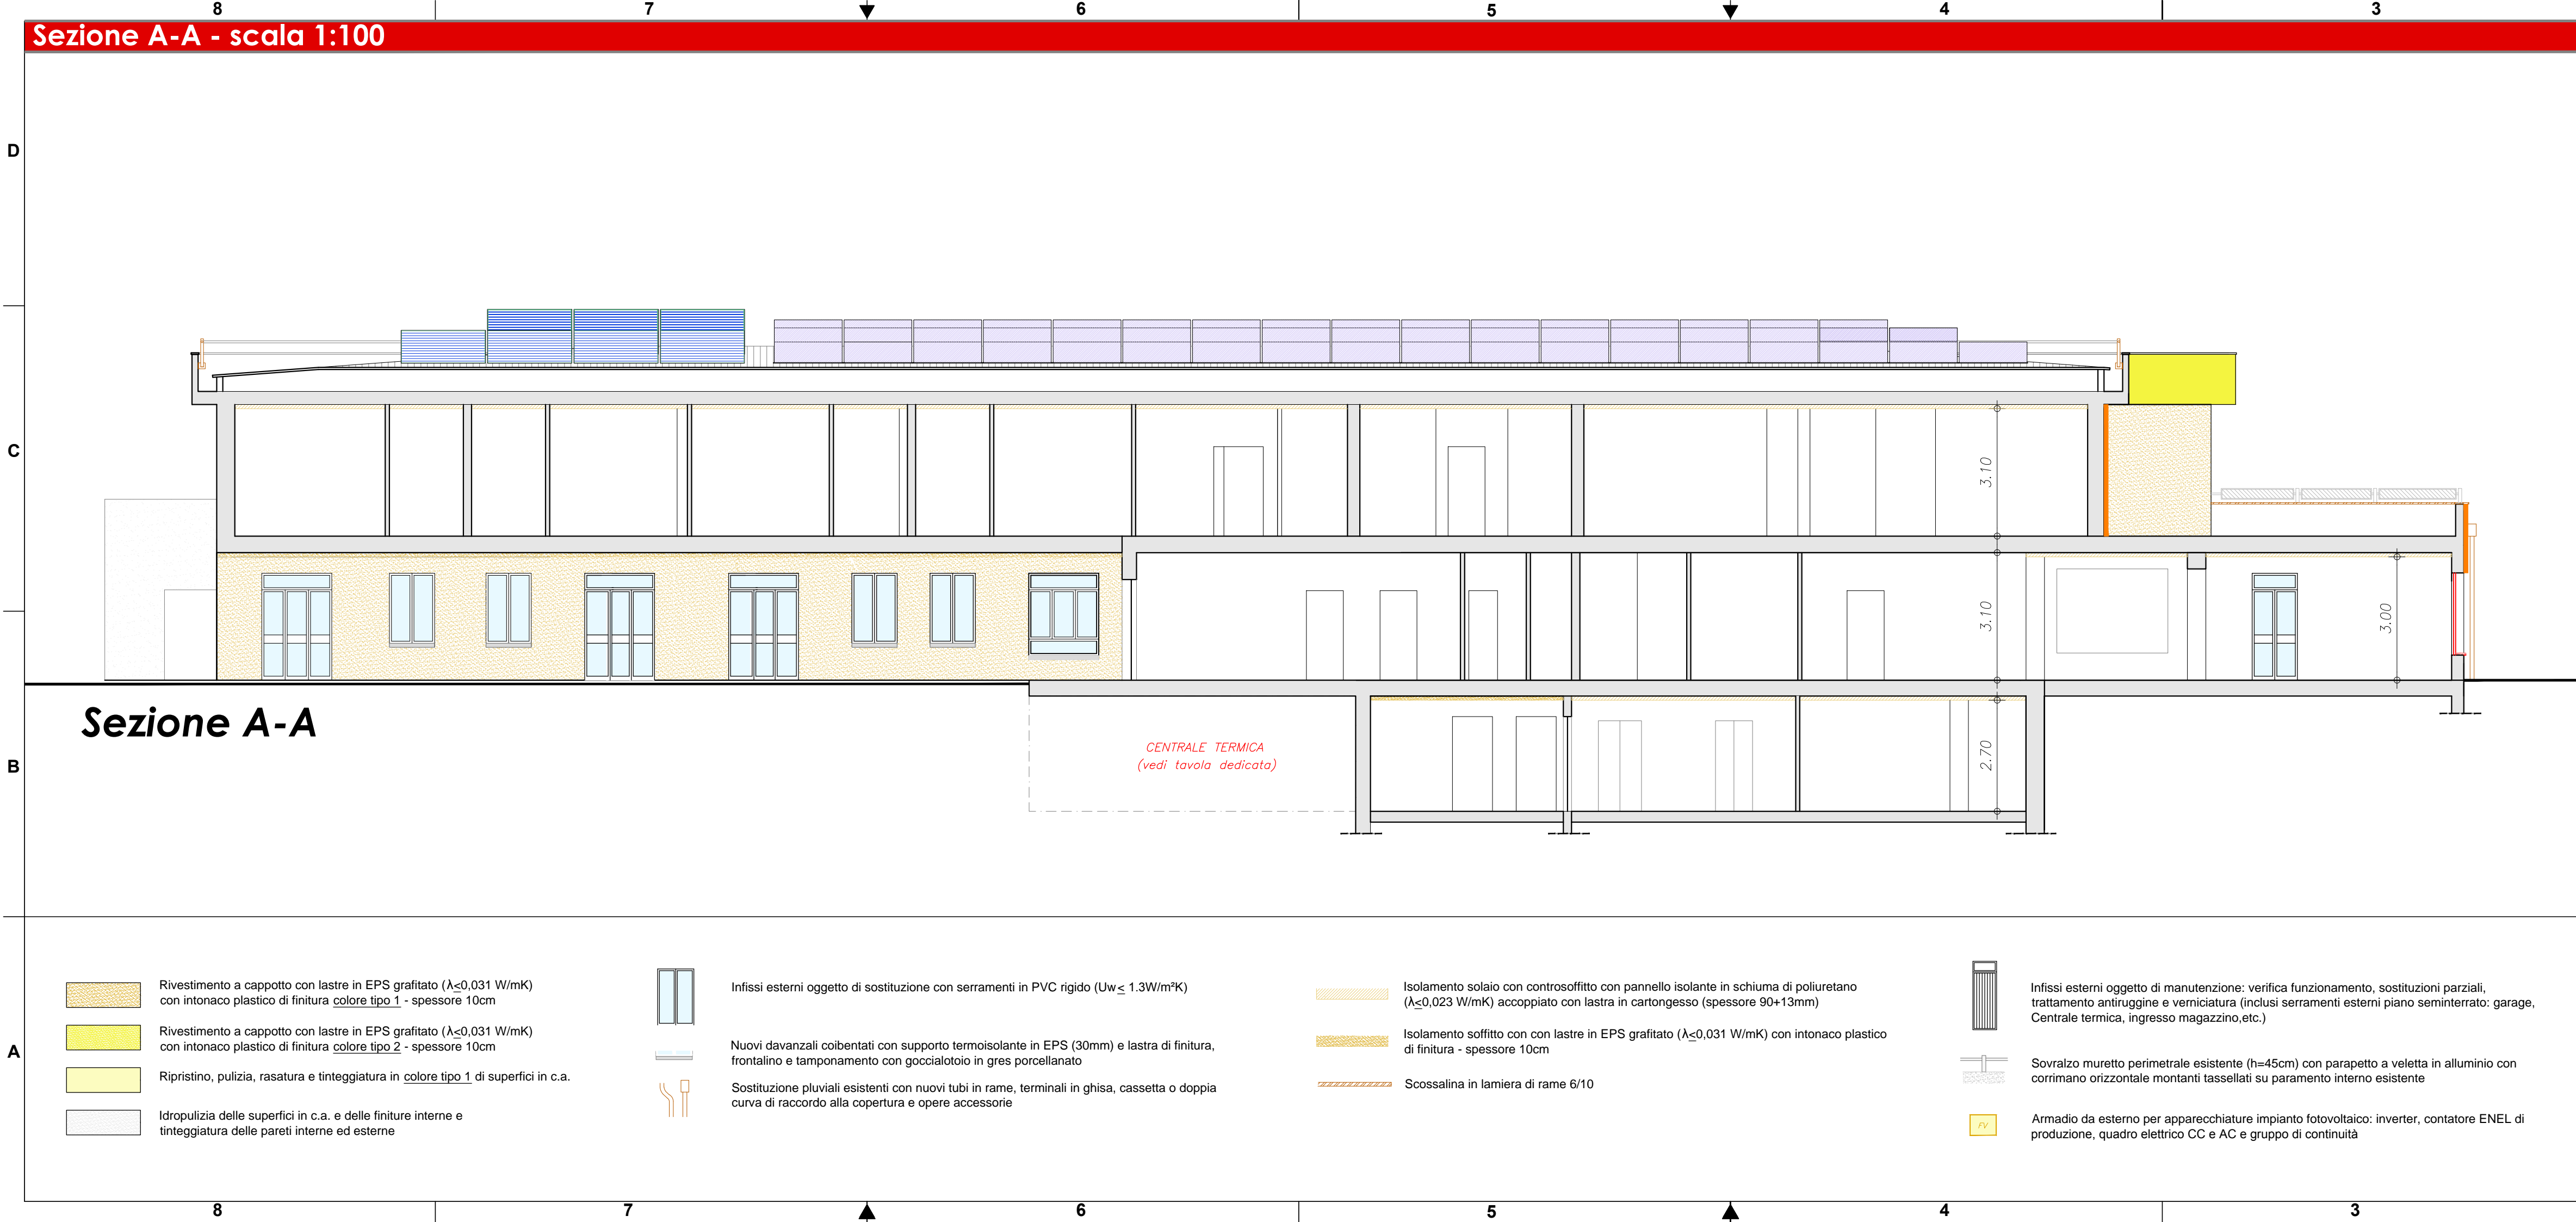 8 7 6 5 4 3
Sezione A-A - scala 1:100
D
C
B
A
3.10
3.10
3.00
2.70
Sezione A-A
CENTRALE TERMICA
(vedi tavola dedicata)
Rivestimento a cappotto con lastre in EPS grafitato (λ≤0,031 W/mK)
con intonaco plastico di finitura colore tipo 1 - spessore 10cm
Rivestimento a cappotto con lastre in EPS grafitato (λ≤0,031 W/mK)
con intonaco plastico di finitura colore tipo 2 - spessore 10cm
Ripristino, pulizia, rasatura e tinteggiatura in colore tipo 1 di superfici in c.a.
Idropulizia delle superfici in c.a. e delle finiture interne e
tinteggiatura delle pareti interne ed esterne
Infissi esterni oggetto di sostituzione con serramenti in PVC rigido (Uw≤ 1.3W/m²K)
Nuovi davanzali coibentati con supporto termoisolante in EPS (30mm) e lastra di finitura,
frontalino e tamponamento con gocciolatoio in gres porcellanato
Sostituzione pluviali esistenti con nuovi tubi in rame, terminali in ghisa, cassetta o doppia
curva di raccordo alla copertura e opere accessorie
Isolamento solaio con controsoffitto con pannello isolante in schiuma di poliuretano
(λ≤0,023 W/mK) accoppiato con lastra in cartongesso (spessore 90+13mm)
Isolamento soffitto con con lastre in EPS grafitato (λ≤0,031 W/mK) con intonaco plastico
di finitura - spessore 10cm
Scossalina in lamiera di rame 6/10
Infissi esterni oggetto di manutenzione: verifica funzionamento, sostituzioni parziali,
trattamento antiruggine e verniciatura (inclusi serramenti esterni piano seminterrato: garage,
Centrale termica, ingresso magazzino,etc.)
Sovralzo muretto perimetrale esistente (h=45cm) con parapetto a veletta in alluminio con
corrimano orizzontale montanti tassellati su paramento interno esistente
FV
Armadio da esterno per apparecchiature impianto fotovoltaico: inverter, contatore ENEL di
produzione, quadro elettrico CC e AC e gruppo di continuità
8 7 6 5 4 3